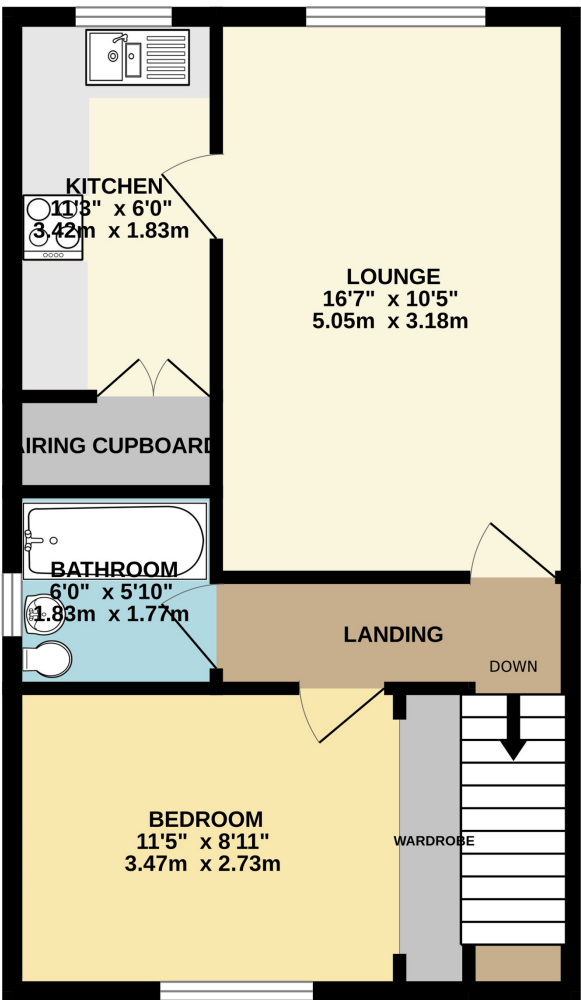 KITCHEN
11'3" x 6'0"
3.42m x 1.83m
LOUNGE
16'7" x 10'5"
5.05m x 3.18m
AIRING CUPBOARD
BATHROOM
6'0" x 5'10"
1.83m x 1.77m
LANDING
DOWN
BEDROOM
11'5" x 8'11"
3.47m x 2.73m
WARDROBE